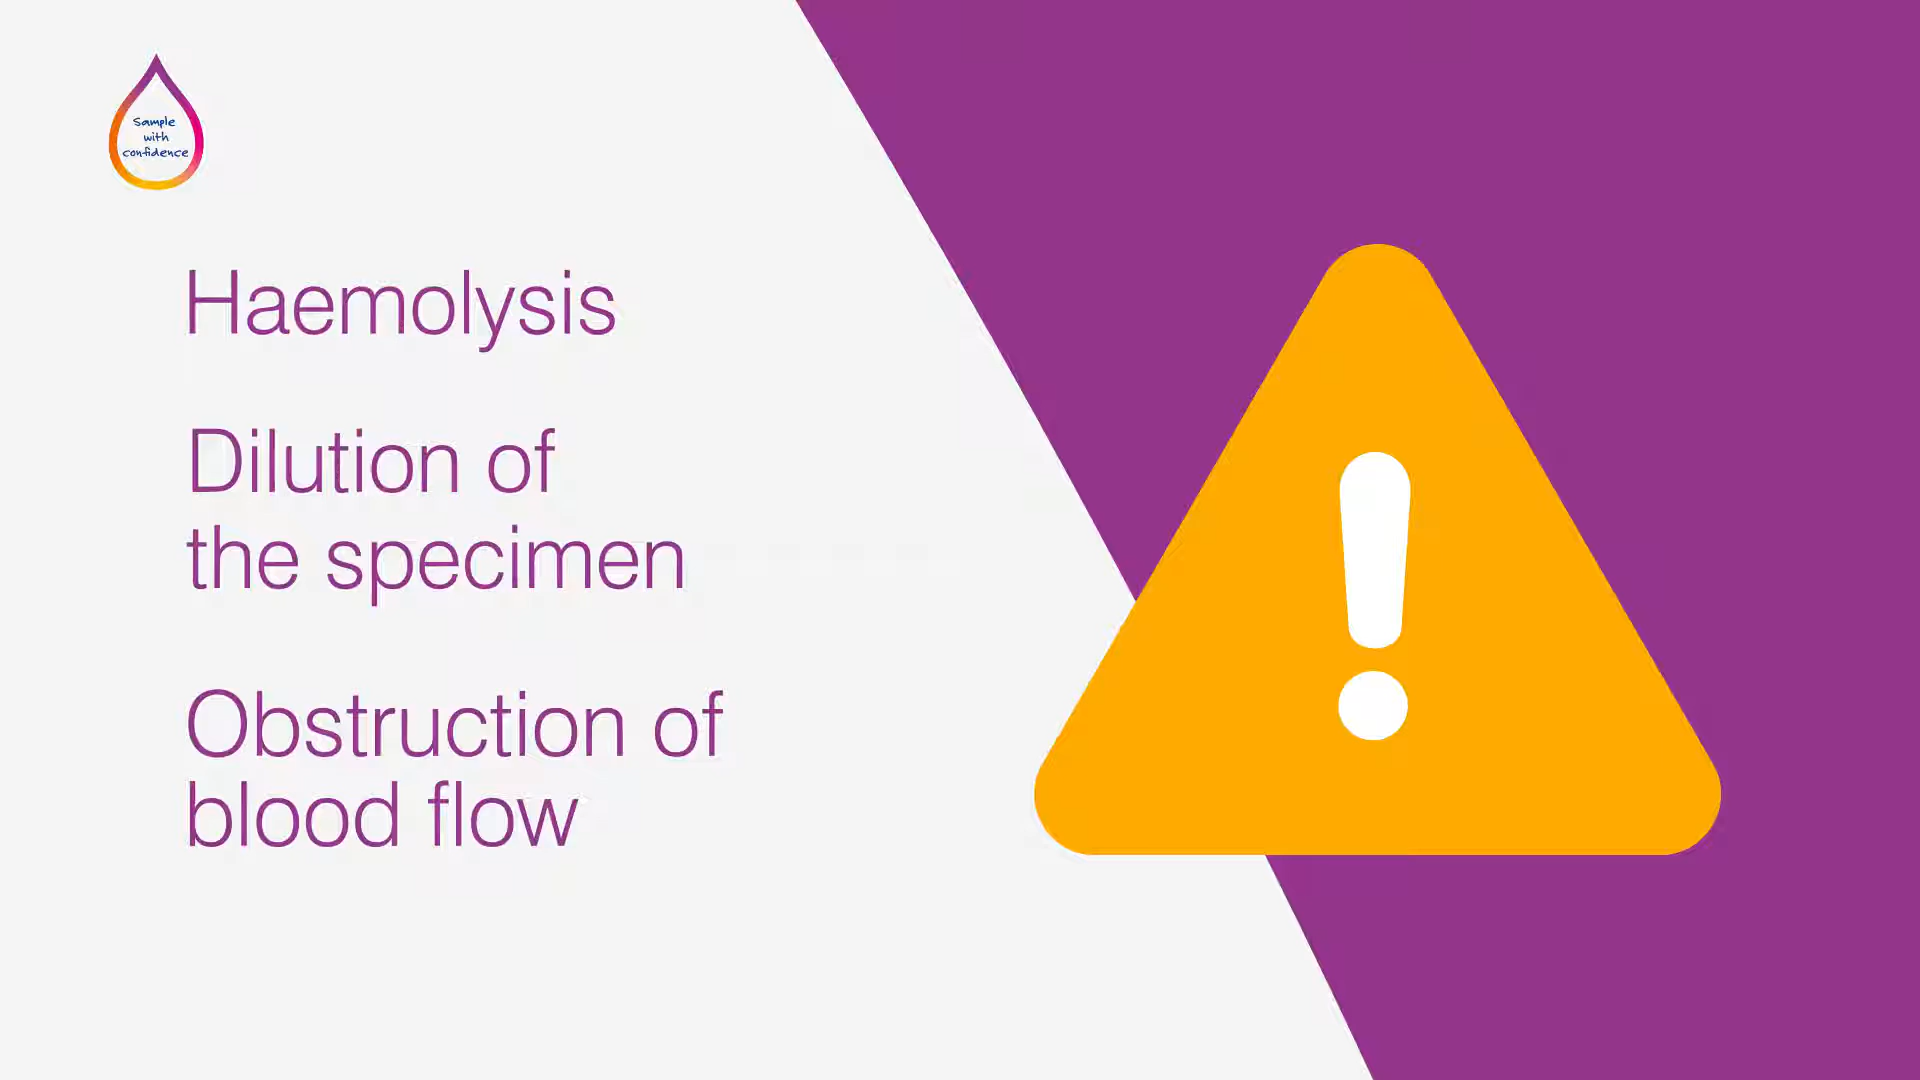 Sample
with
confidence
Haemolysis
Dilution of
the specimen
Obstruction of
blood flow